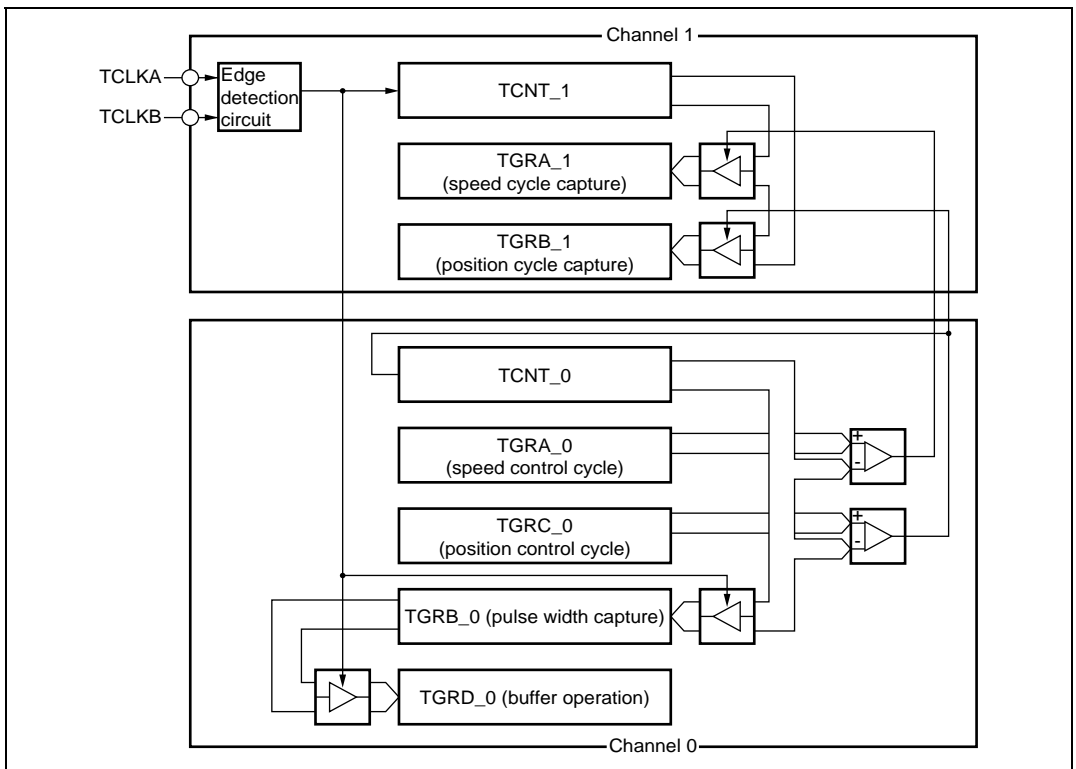 Channel 1
TCLKA
TCLKB
Edge
detection
circuit
TCNT_1
TGRA_1
(speed cycle capture)
TGRB_1
(position cycle capture)
TCNT_0
TGRA_0
(speed control cycle)
+
-
TGRC_0
(position control cycle)
+
-
TGRB_0 (pulse width capture)
TGRD_0 (buffer operation)
Channel 0